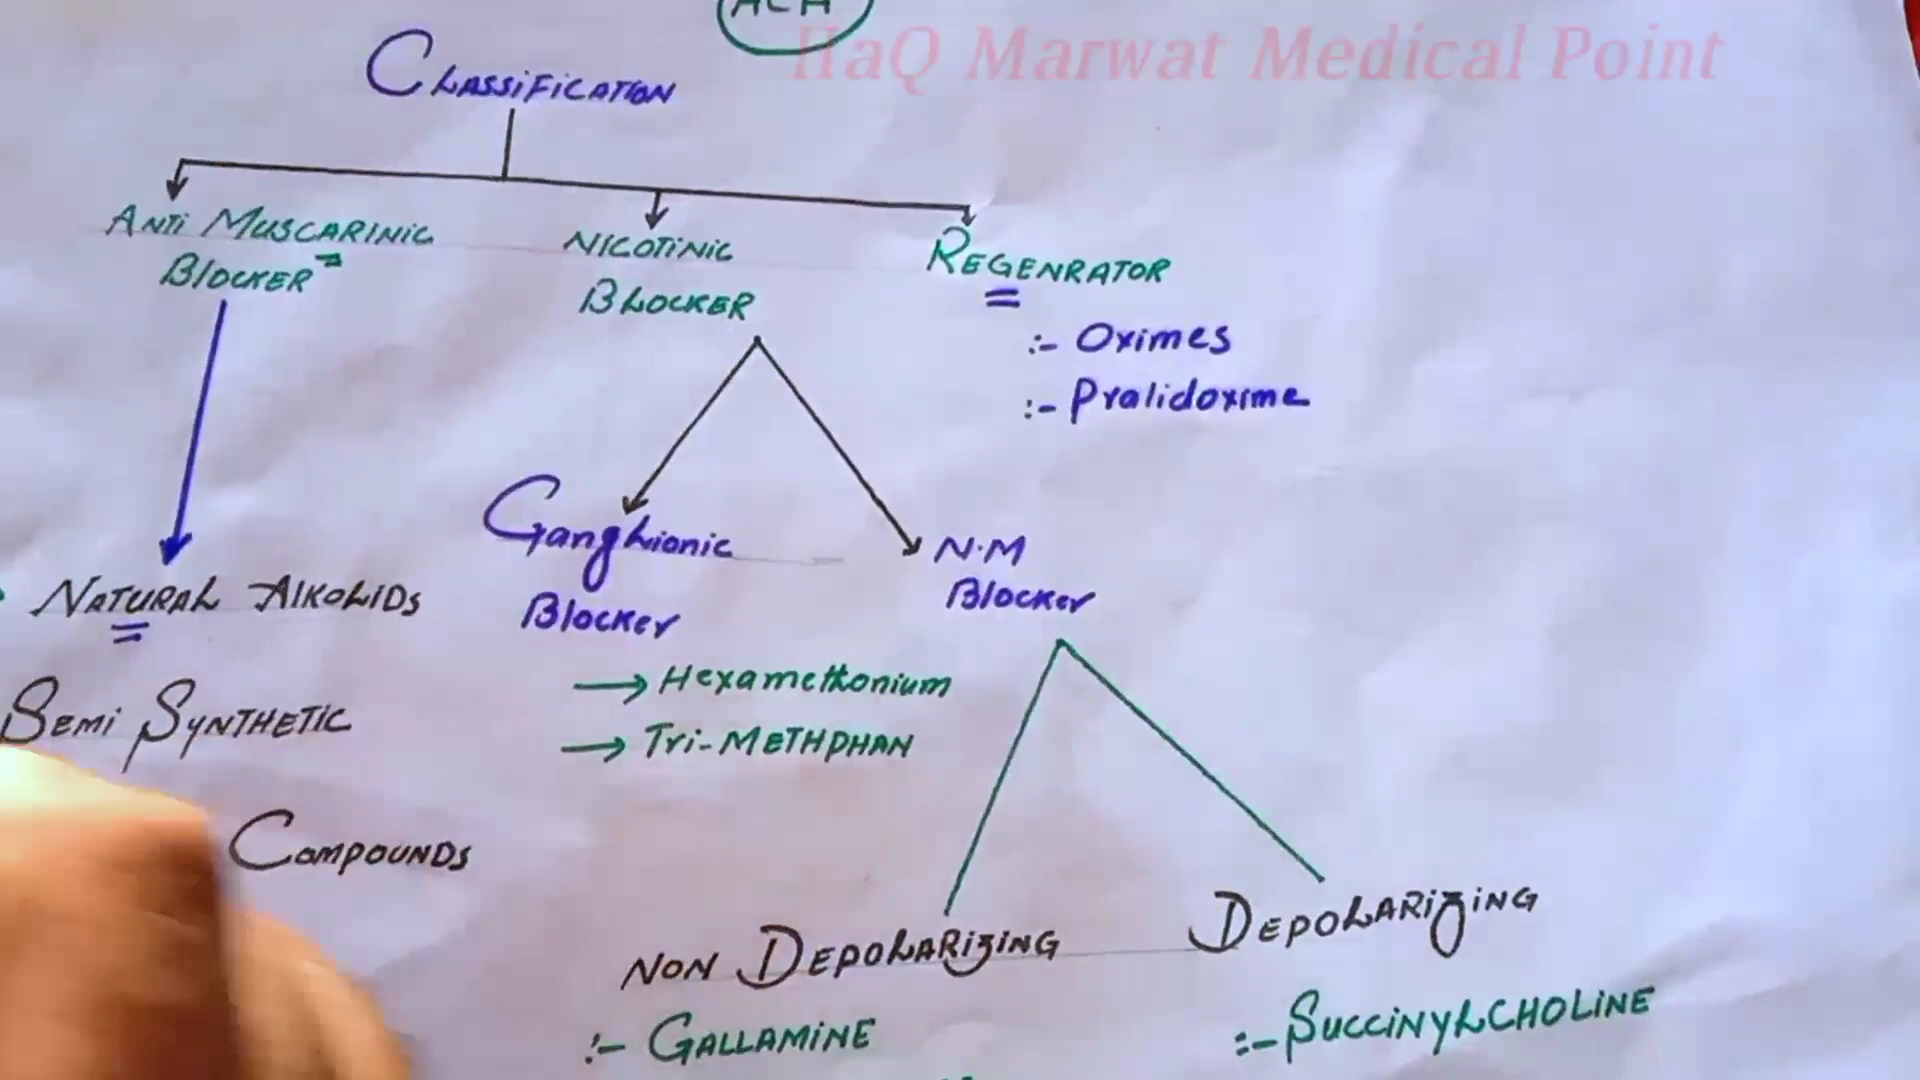 ACH
HaQ Marwat Medical Point
CLASSIFICATION
ANTI MUSCARINIC
BLOCKER
NICOTINIC
BLOCKER
REGENRATOR
:- Oximes
:- Pralidoxime
Ganglionic
Blocker
N.M
Blocker
NATURAL AlKOLIDS
→ Hexamethonium
SEMI SYNTHETIC
→ Tri-METHPHAN
COMPOUNDS
NON DEPOLARIZING
DEPOLARIZING
:- GALLAMINE
:- SUCCINYLCHOLINE